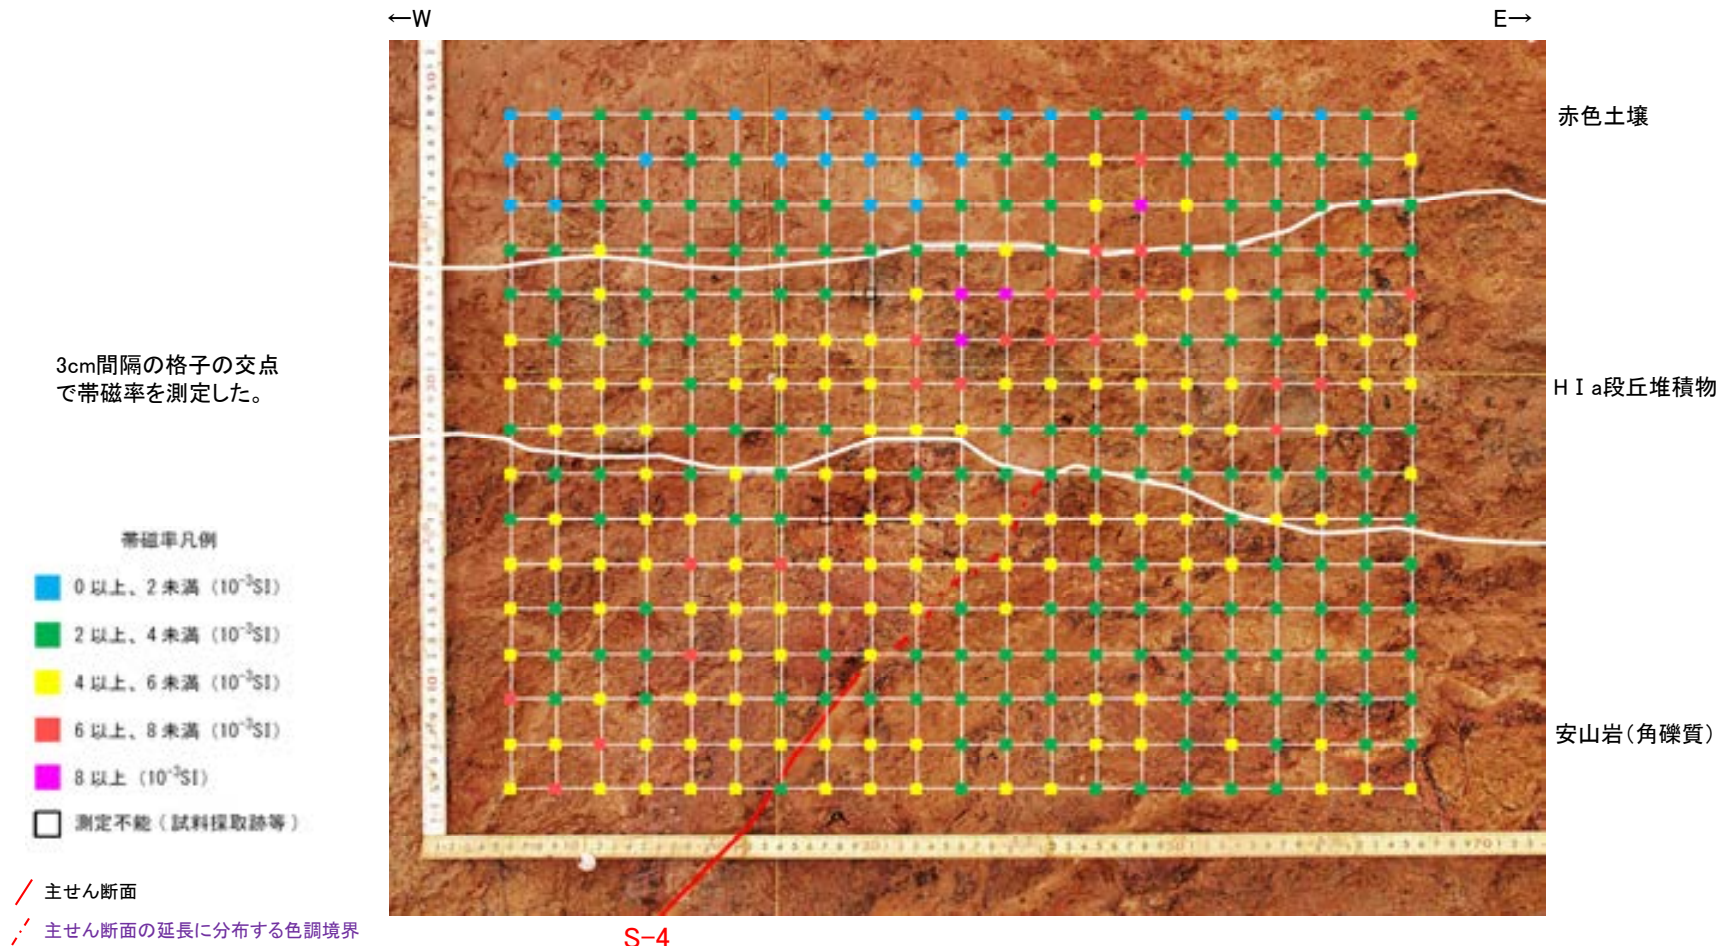 ←W
E→
赤色土壌
3cm間隔の格子の交点
で帯磁率を測定した。
HⅠa段丘堆積物
帯磁率凡例
0 以上、2 未満 (10⁻³SI)
2 以上、4 未満 (10⁻³SI)
4 以上、6 未満 (10⁻³SI)
6 以上、8 未満 (10⁻³SI)
8 以上 (10⁻³SI)
測定不能 ( 試料採取跡等 )
安山岩(角礫質)
主せん断面
主せん断面の延長に分布する色調境界
S-4